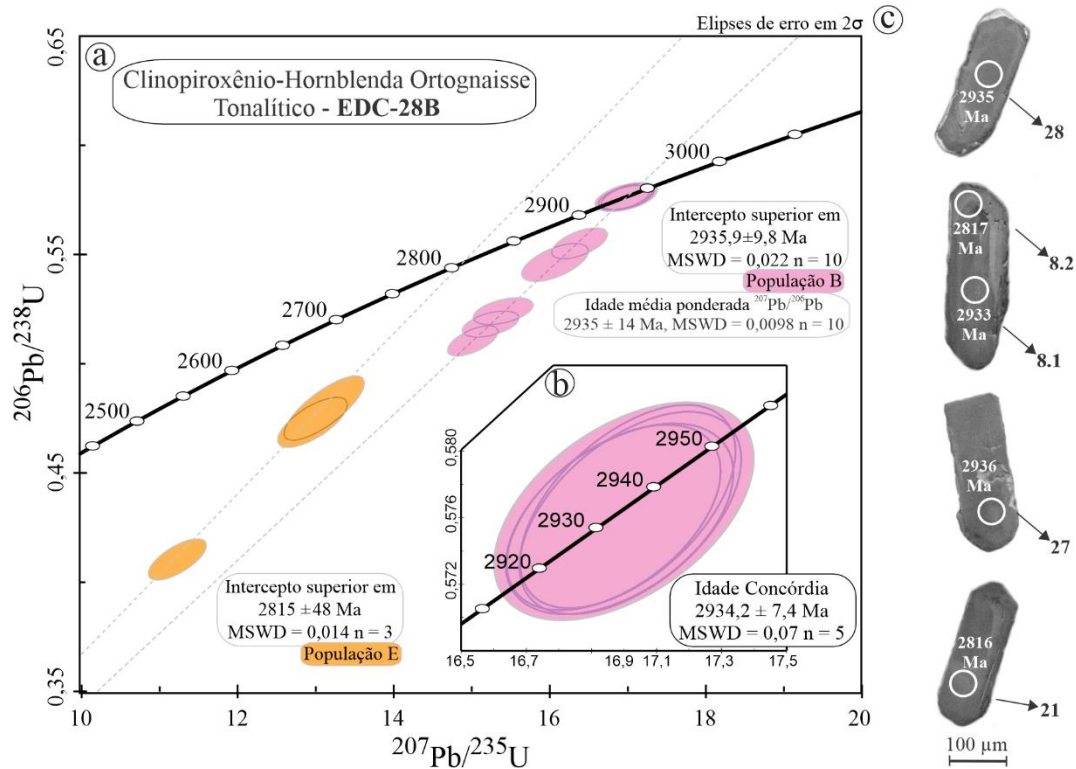 Elipses de erro em 2σ
a
Clinopiroxênio-Hornblenda Ortognaisse
Tonalítico - EDC-28B
206Pb/238U
0,65
0,55
0,45
0,35
2500
2600
2700
2800
2900
3000
Intercepto superior em
2935,9±9,8 Ma
MSWD = 0,022 n = 10
População B
Idade média ponderada 207Pb/206Pb
2935 ± 14 Ma, MSWD = 0,0098 n = 10
Intercepto superior em
2815 ±48 Ma
MSWD = 0,014 n = 3
População E
b
0,580
0,576
0,572
2920
2930
2940
2950
Idade Concórdia
2934,2 ± 7,4 Ma
MSWD = 0,07 n = 5
16,5 16,7 16,9 17,1 17,3 17,5
10 12 14 16 18 20
207Pb/235U
c
2935
Ma
28
2817
Ma
8.2
2933
Ma
8.1
2936
Ma
27
2816
Ma
21
100 µm